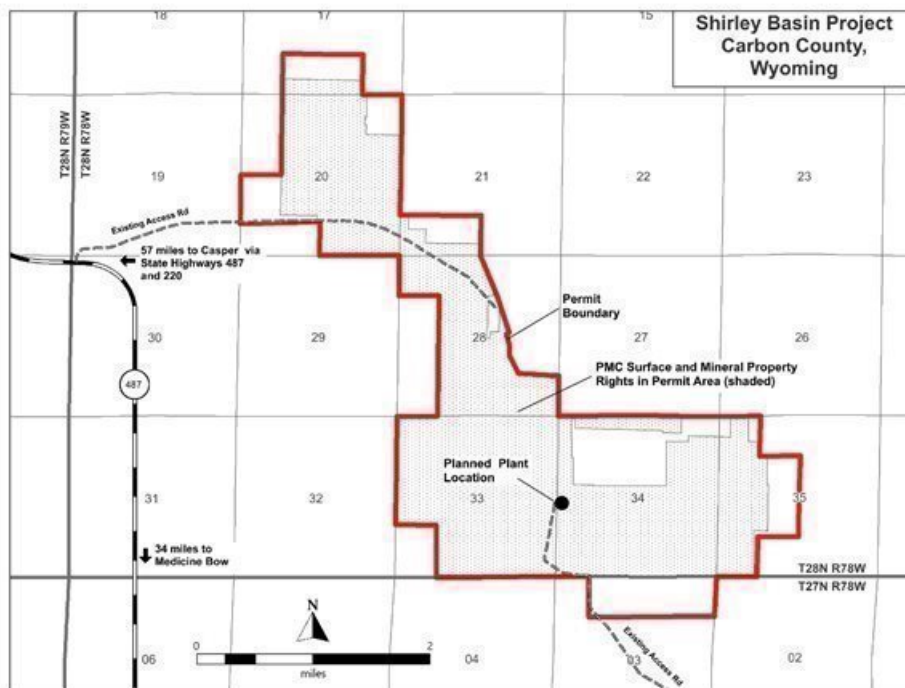 18
17
15
Shirley Basin Project
Carbon County,
Wyoming
T28N R79W
T28N R78W
19
20
21
22
23
Existing Access Rd
57 miles to Casper via
State Highways 487
and 220
Permit
Boundary
30
29
28
27
26
PMC Surface and Mineral Property
Rights in Permit Area (shaded)
487
Planned Plant
Location
31
32
33
34
35
34 miles to
Medicine Bow
T28N R78W
T27N R78W
N
0
2
miles
06
04
03
02
Existing Access Rd